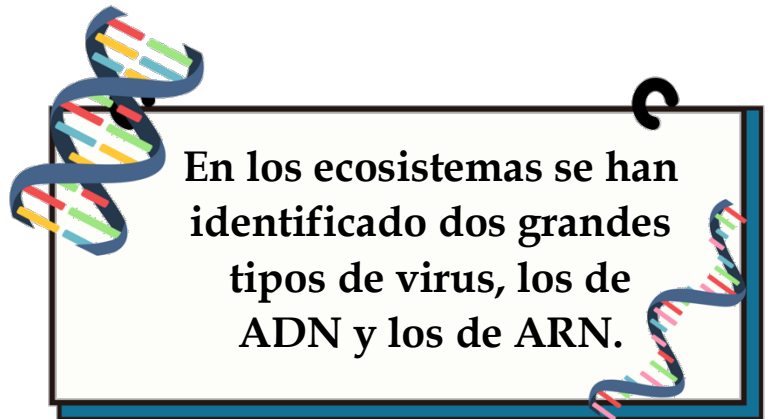 En los ecosistemas se han
identificado dos grandes
tipos de virus, los de
ADN y los de ARN.